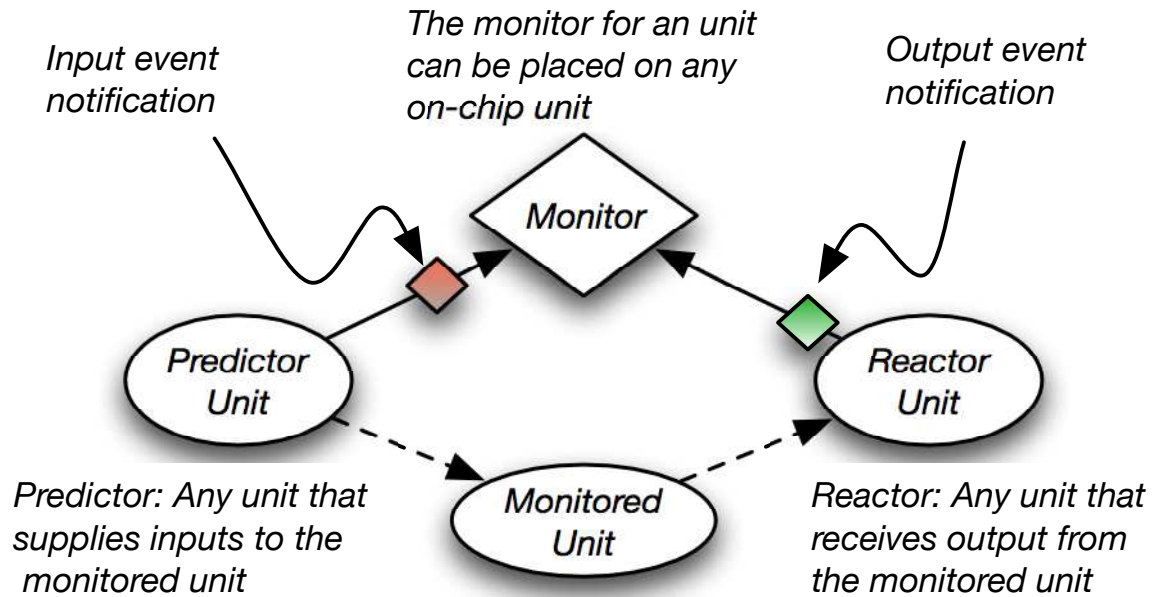 Input event
notification
The monitor for an unit
can be placed on any
on-chip unit
Output event
notification
Monitor
Predictor
Unit
Reactor
Unit
Monitored
Unit
Predictor: Any unit that
supplies inputs to the
monitored unit
Reactor: Any unit that
receives output from
the monitored unit